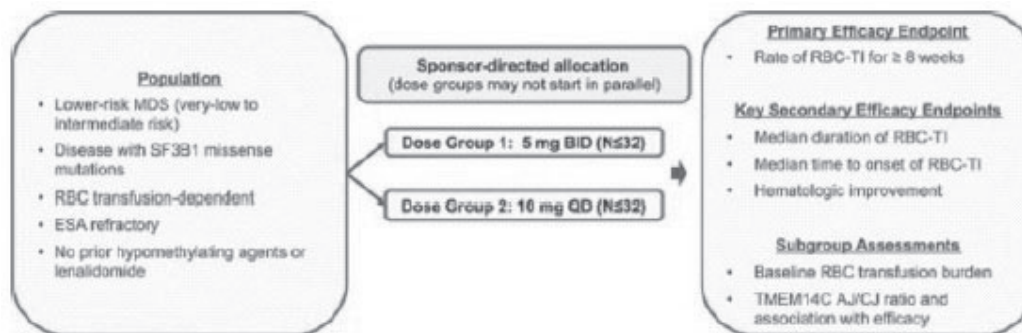 Population
• Lower-risk MDS (very-low to
intermediate risk)
• Disease with SF3B1 missense
mutations
• RBC transfusion-dependent
• ESA refractory
• No prior hypomethylating agents or
lenalidomide
Sponsor-directed allocation
(dose groups may not start in parallel)
Dose Group 1: 5 mg BID (N≤32)
Dose Group 2: 10 mg QD (N≤32)
Primary Efficacy Endpoint
• Rate of RBC-TI for ≥ 8 weeks
Key Secondary Efficacy Endpoints
• Median duration of RBC-TI
• Median time to onset of RBC-TI
• Hematologic improvement
Subgroup Assessments
• Baseline RBC transfusion burden
• TMEM14C AJ/CJ ratio and
association with efficacy